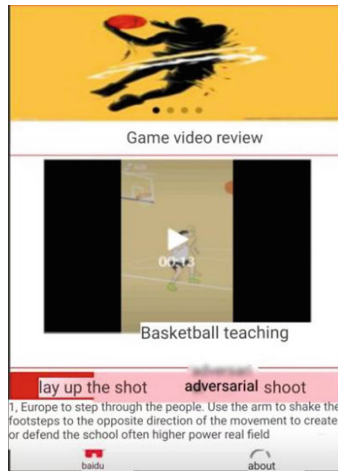 Game video review
00:13
Basketball teaching
adversari
lay up the shot adversarial shoot
1, Europe to step through the people. Use the arm to shake the
footsteps to the opposite direction of the movement to create
or defend the school often higher power real field
baidu about